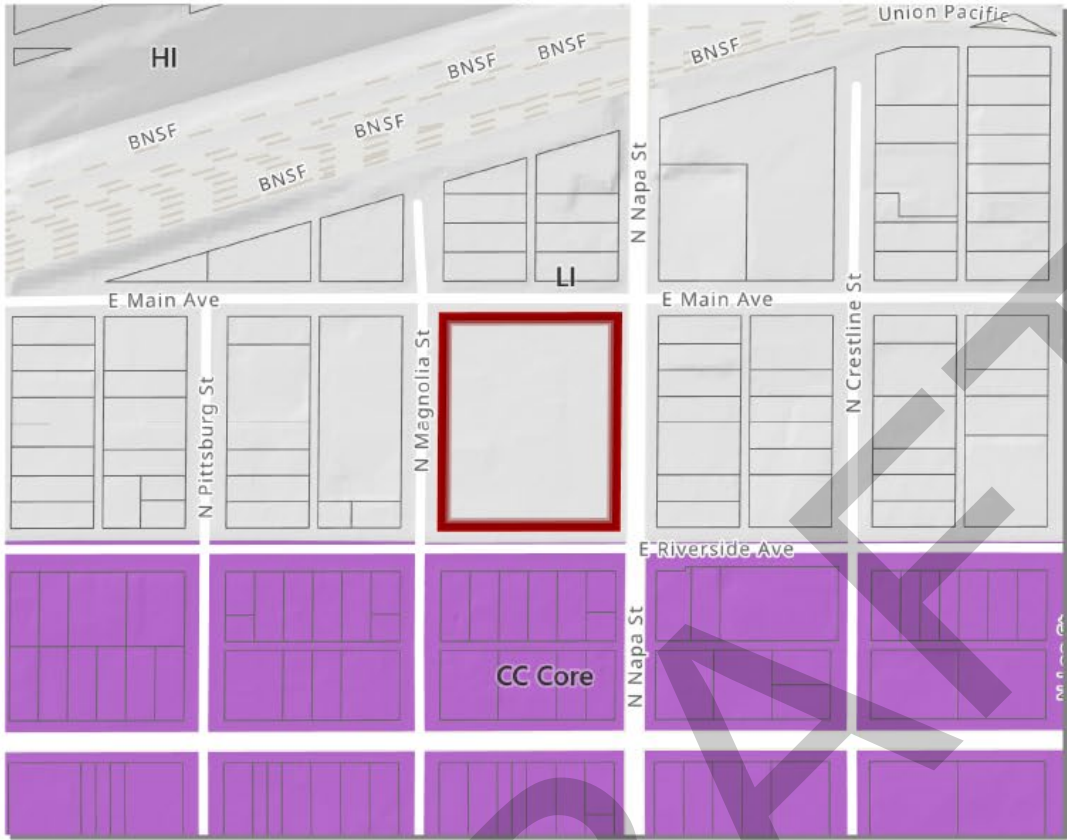 Union Pacific
HI
BNSF
BNSF
BNSF
BNSF
BNSF
BNSF
N Napa St
LI
E Main Ave
E Main Ave
N Pittsburg St
N Magnolia St
N Crestline St
E Riverside Ave
N Napa St
CC Core
DRAFT